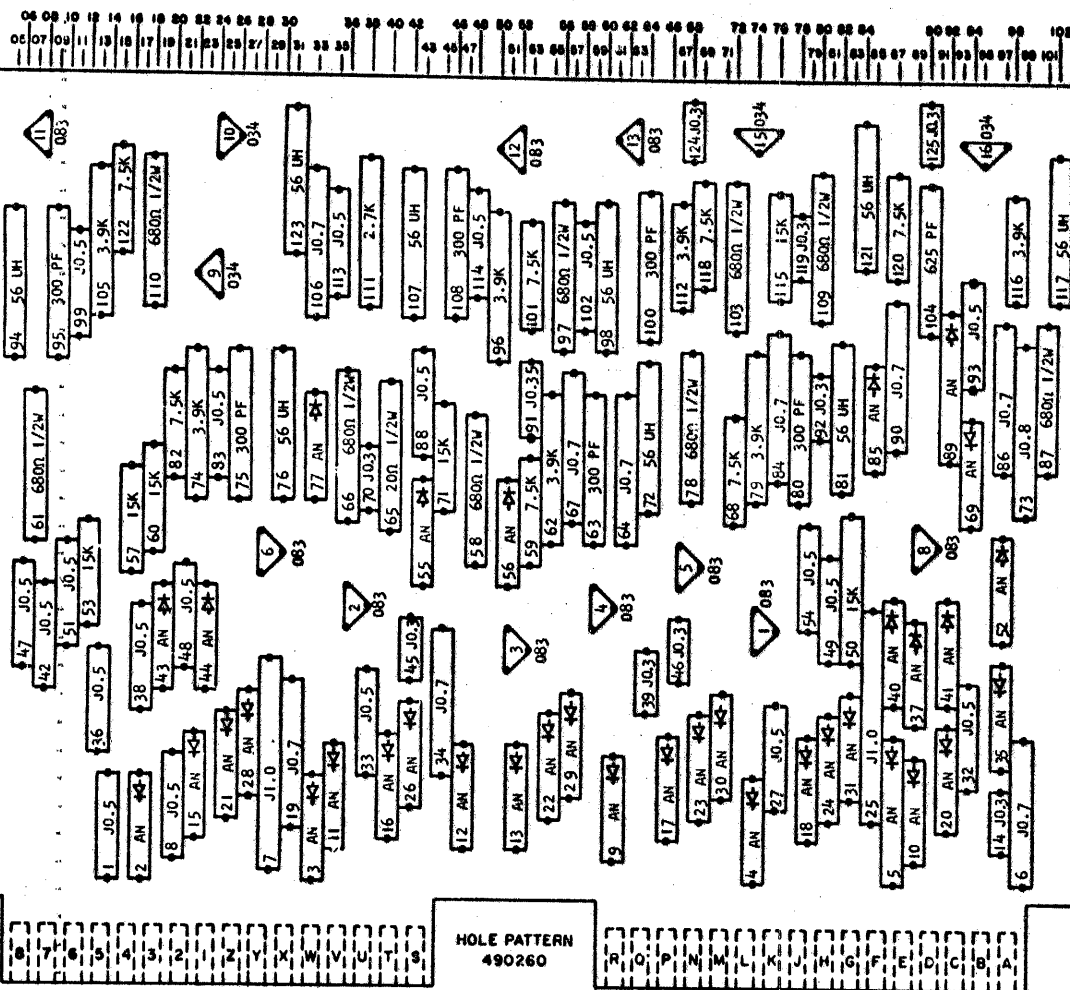 06 08 10 12 14 16 18 20 22 24 26 28 30 36 38 40 42 46 48 50 52 56 58 60 62 64 66 68 72 74 76 78 80 82 84 90 92 94 98 102
05 07 09 11 13 15 17 19 21 23 25 27 29 31 33 35 43 45 47 51 53 55 57 59 61 63 67 69 71 79 81 83 85 87 89 91 93 95 97 99 101
11 083
10 034
12 083
13 083
124 J0.3
15 034
125 J0.3
16 034
9 034
94 56 UH
95 300 PF
99 J0.5
105 3.9K
122 7.5K
110 680Ω 1/2W
123 56 UH
106 J0.7
113 J0.5
111 2.7K
107 56 UH
108 300 PF
114 J0.5
96 3.9K
101 7.5K
97 680Ω 1/2W
102 J0.5
98 56 UH
100 300 PF
112 3.9K
118 7.5K
103 680Ω 1/2W
115 15K
119 J0.3
109 680Ω 1/2W
121 56 UH
120 7.5K
104 625 PF
93 J0.5
116 3.9K
117 56 UH
61 680Ω 1/2W
57 15K
60 15K
82 7.5K
74 3.9K
83 J0.5
75 300 PF
76 56 UH
77 AN
66 680Ω 1/2W
70 J0.3
65 20Ω 1/2W
88 J0.5
55 AN
71 15K
58 680Ω 1/2W
56 AN
91 J0.35
59 7.5K
62 3.9K
67 J0.7
63 300 PF
64 J0.7
72 56 UH
78 680Ω 1/2W
68 7.5K
79 3.9K
84 J0.7
80 300 PF
92 J0.3
81 56 UH
85 AN
90 J0.7
89 AN
69 AN
86 J0.7
73 J0.8
87 680Ω 1/2W
6 083
2 083
3 083
4 083
5 083
1 083
8 083
47 J0.5
42 J0.5
51 J0.5
53 15K
36 J0.5
38 J0.5
43 AN
48 J0.5
44 AN
45 J0.3
39 J0.3
46 J0.3
54 J0.5
49 J0.5
50 15K
40 AN
37 AN
41 AN
52 AN
1 J0.5
2 AN
8 J0.5
15 AN
21 AN
28 AN
7 J1.0
19 J0.7
3 AN
11 AN
33 J0.5
16 AN
26 AN
34 J0.7
12 AN
13 AN
22 AN
29 AN
9 AN
17 AN
23 AN
30 AN
4 AN
27 J0.5
18 AN
24 AN
31 AN
25 J1.0
5 AN
10 AN
20 AN
32 J0.5
35 AN
14 J0.3
6 J0.7
8 7 6 5 4 3 2 1 Z Y X W V U T S
HOLE PATTERN
490260
R Q P N M L K J H G F E D C B A